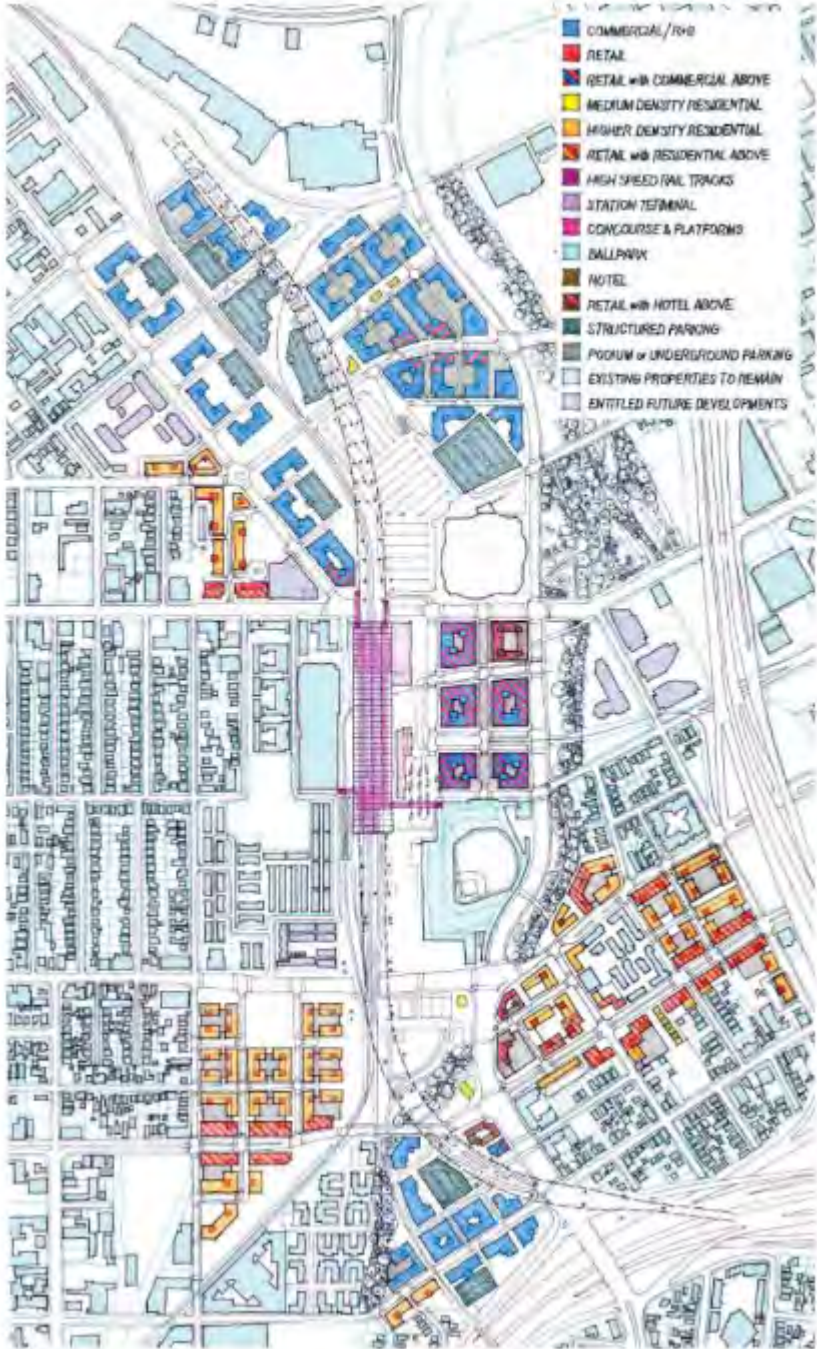 COMMERCIAL/R+D
RETAIL
RETAIL with COMMERCIAL ABOVE
MEDIUM DENSITY RESIDENTIAL
HIGHER DENSITY RESIDENTIAL
RETAIL with RESIDENTIAL ABOVE
HIGH SPEED RAIL TRACKS
STATION TERMINAL
CONCOURSE & PLATFORMS
BALLPARK
HOTEL
RETAIL with HOTEL ABOVE
STRUCTURED PARKING
PODIUM or UNDERGROUND PARKING
EXISTING PROPERTIES TO REMAIN
ENTITLED FUTURE DEVELOPMENTS